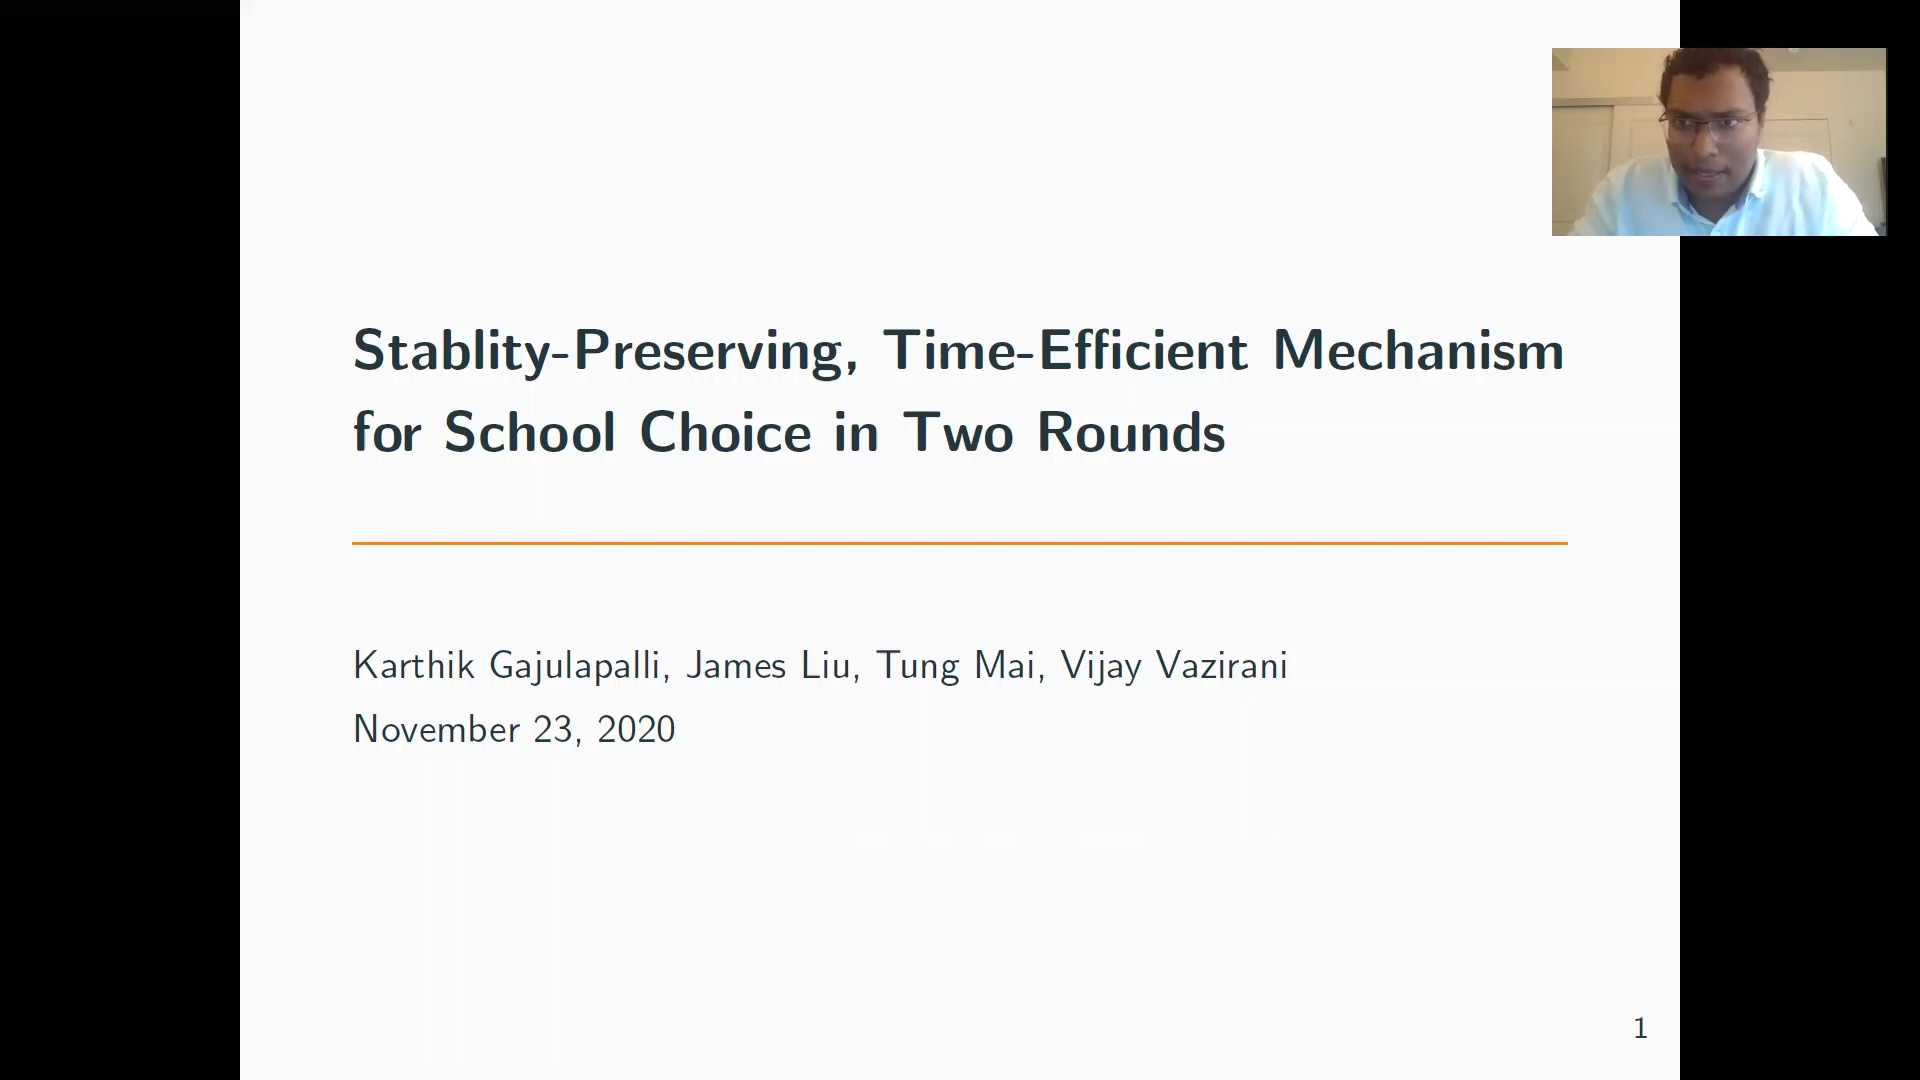 Stablity-Preserving, Time-Efficient Mechanism
for School Choice in Two Rounds
Karthik Gajulapalli, James Liu, Tung Mai, Vijay Vazirani
November 23, 2020
1